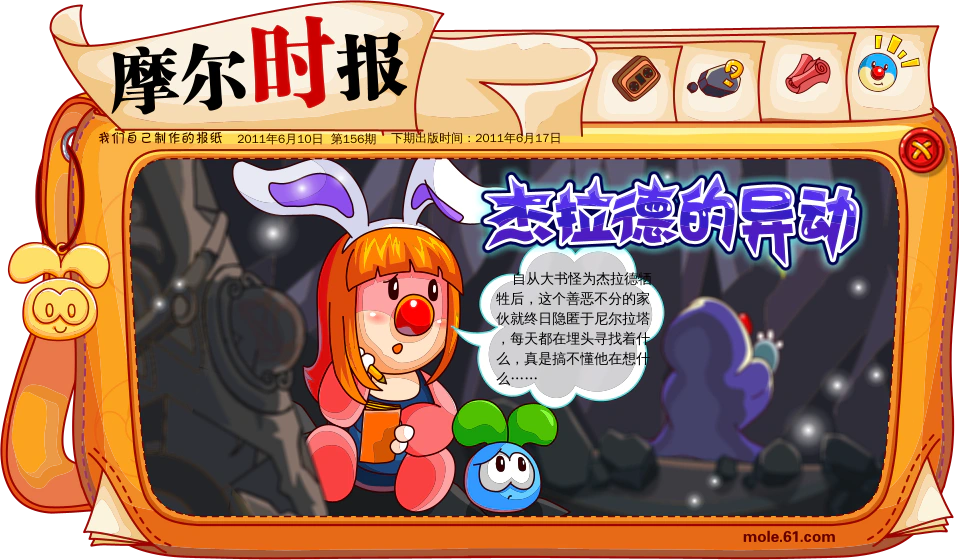 摩尔时报
我们自己制作的报纸 2011年6月10日 第156期 下期出版时间：2011年6月17日
杰拉德的异动
自从大书怪为杰拉德牺
牲后，这个善恶不分的家
伙就终日隐匿于尼尔拉塔
，每天都在埋头寻找着什
么，真是搞不懂他在想什
么……
mole.61.com